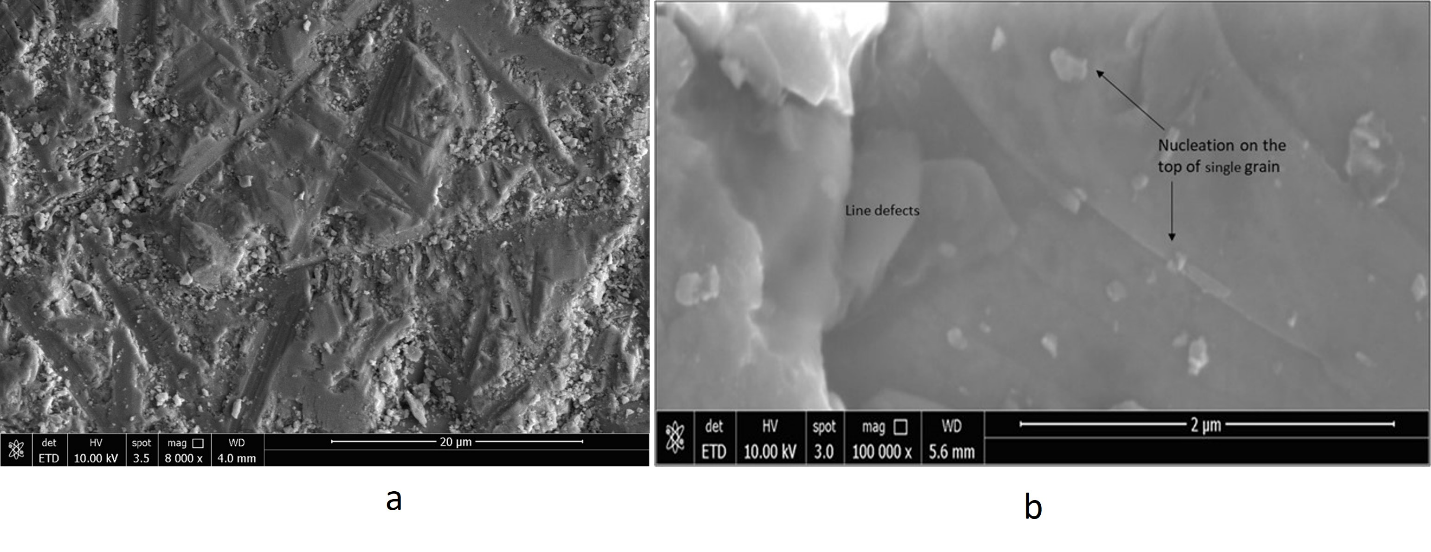 Nucleation on the
top of single grain
Line defects
det HV spot mag WD
ETD 10.00 kV 3.5 8 000 x 4.0 mm
20 µm
det HV spot mag WD
ETD 10.00 kV 3.0 100 000 x 5.6 mm
2 µm
a
b